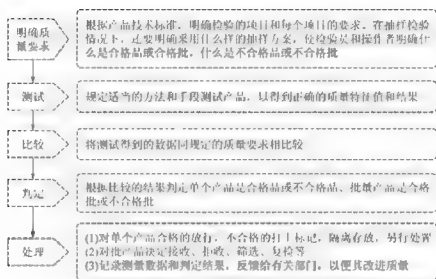 明确质
量要求
根据产品技术标准，明确检验的项目和每个项目的要求。在抽样检验
情况下，还要明确采用什么样的抽样方案，使检验员和操作者明确什
么是合格品或合格批，什么是不合格品或不合格批
测试
规定适当的方法和手段测试产品，以得到正确的质量特征值和结果
比较
将测试得到的数据同规定的质量要求相比较
判定
根据比较的结果判定单个产品是合格品或不合格品、批量产品是合格
批或不合格批
处理
(1)对单个产品合格的放行，不合格的打上标记，隔离存放，另行处置
(2)对批产品决定接收、拒收、筛选、复检等
(3)记录测量数据和判定结果，反馈给有关部门，以便其改进质量